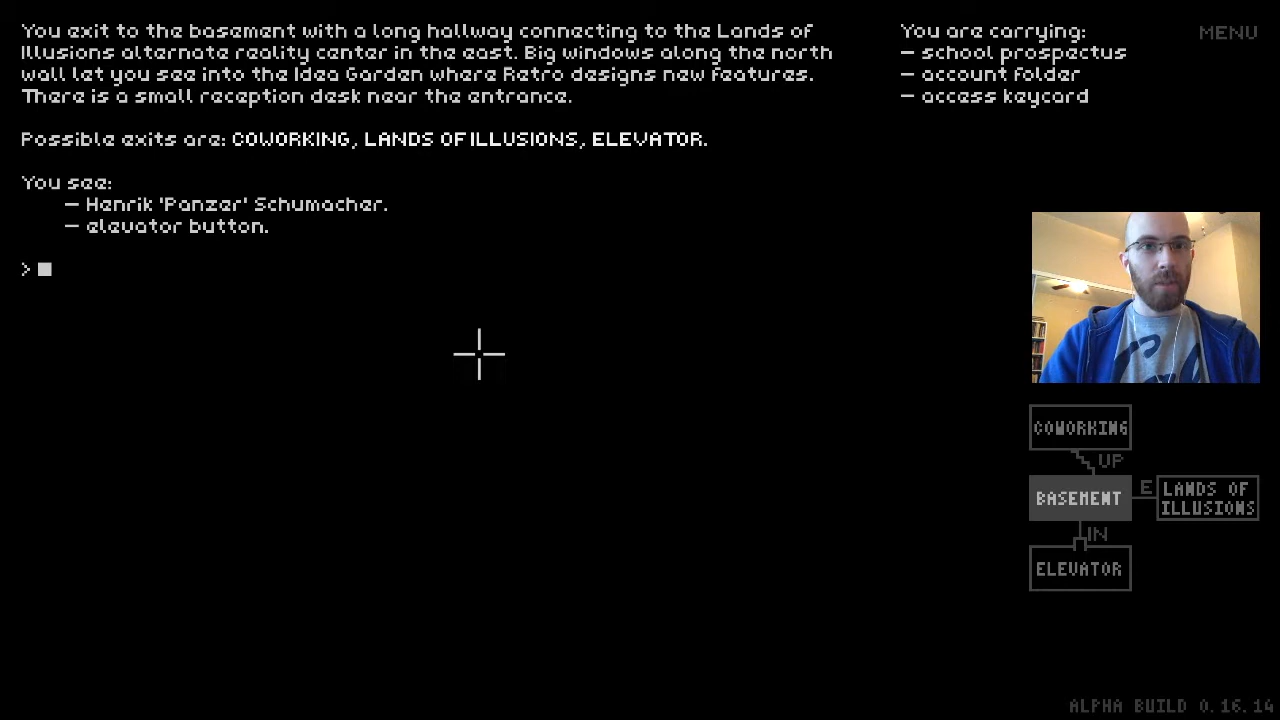 You exit to the basement with a long hallway connecting to the Lands of
Illusions alternate reality center in the east. Big windows along the north
wall let you see into the Idea Garden where Retro designs new features.
There is a small reception desk near the entrance.
Possible exits are: COWORKING, LANDS OF ILLUSIONS, ELEVATOR.
You see:
– Henrik 'Panzer' Schumacher.
– elevator button.
>
You are carrying:
– school prospectus
– account folder
– access keycard
MENU
COWORKING
UP
BASEMENT
E
LANDS OF
ILLUSIONS
IN
ELEVATOR
ALPHA BUILD 0.16.14